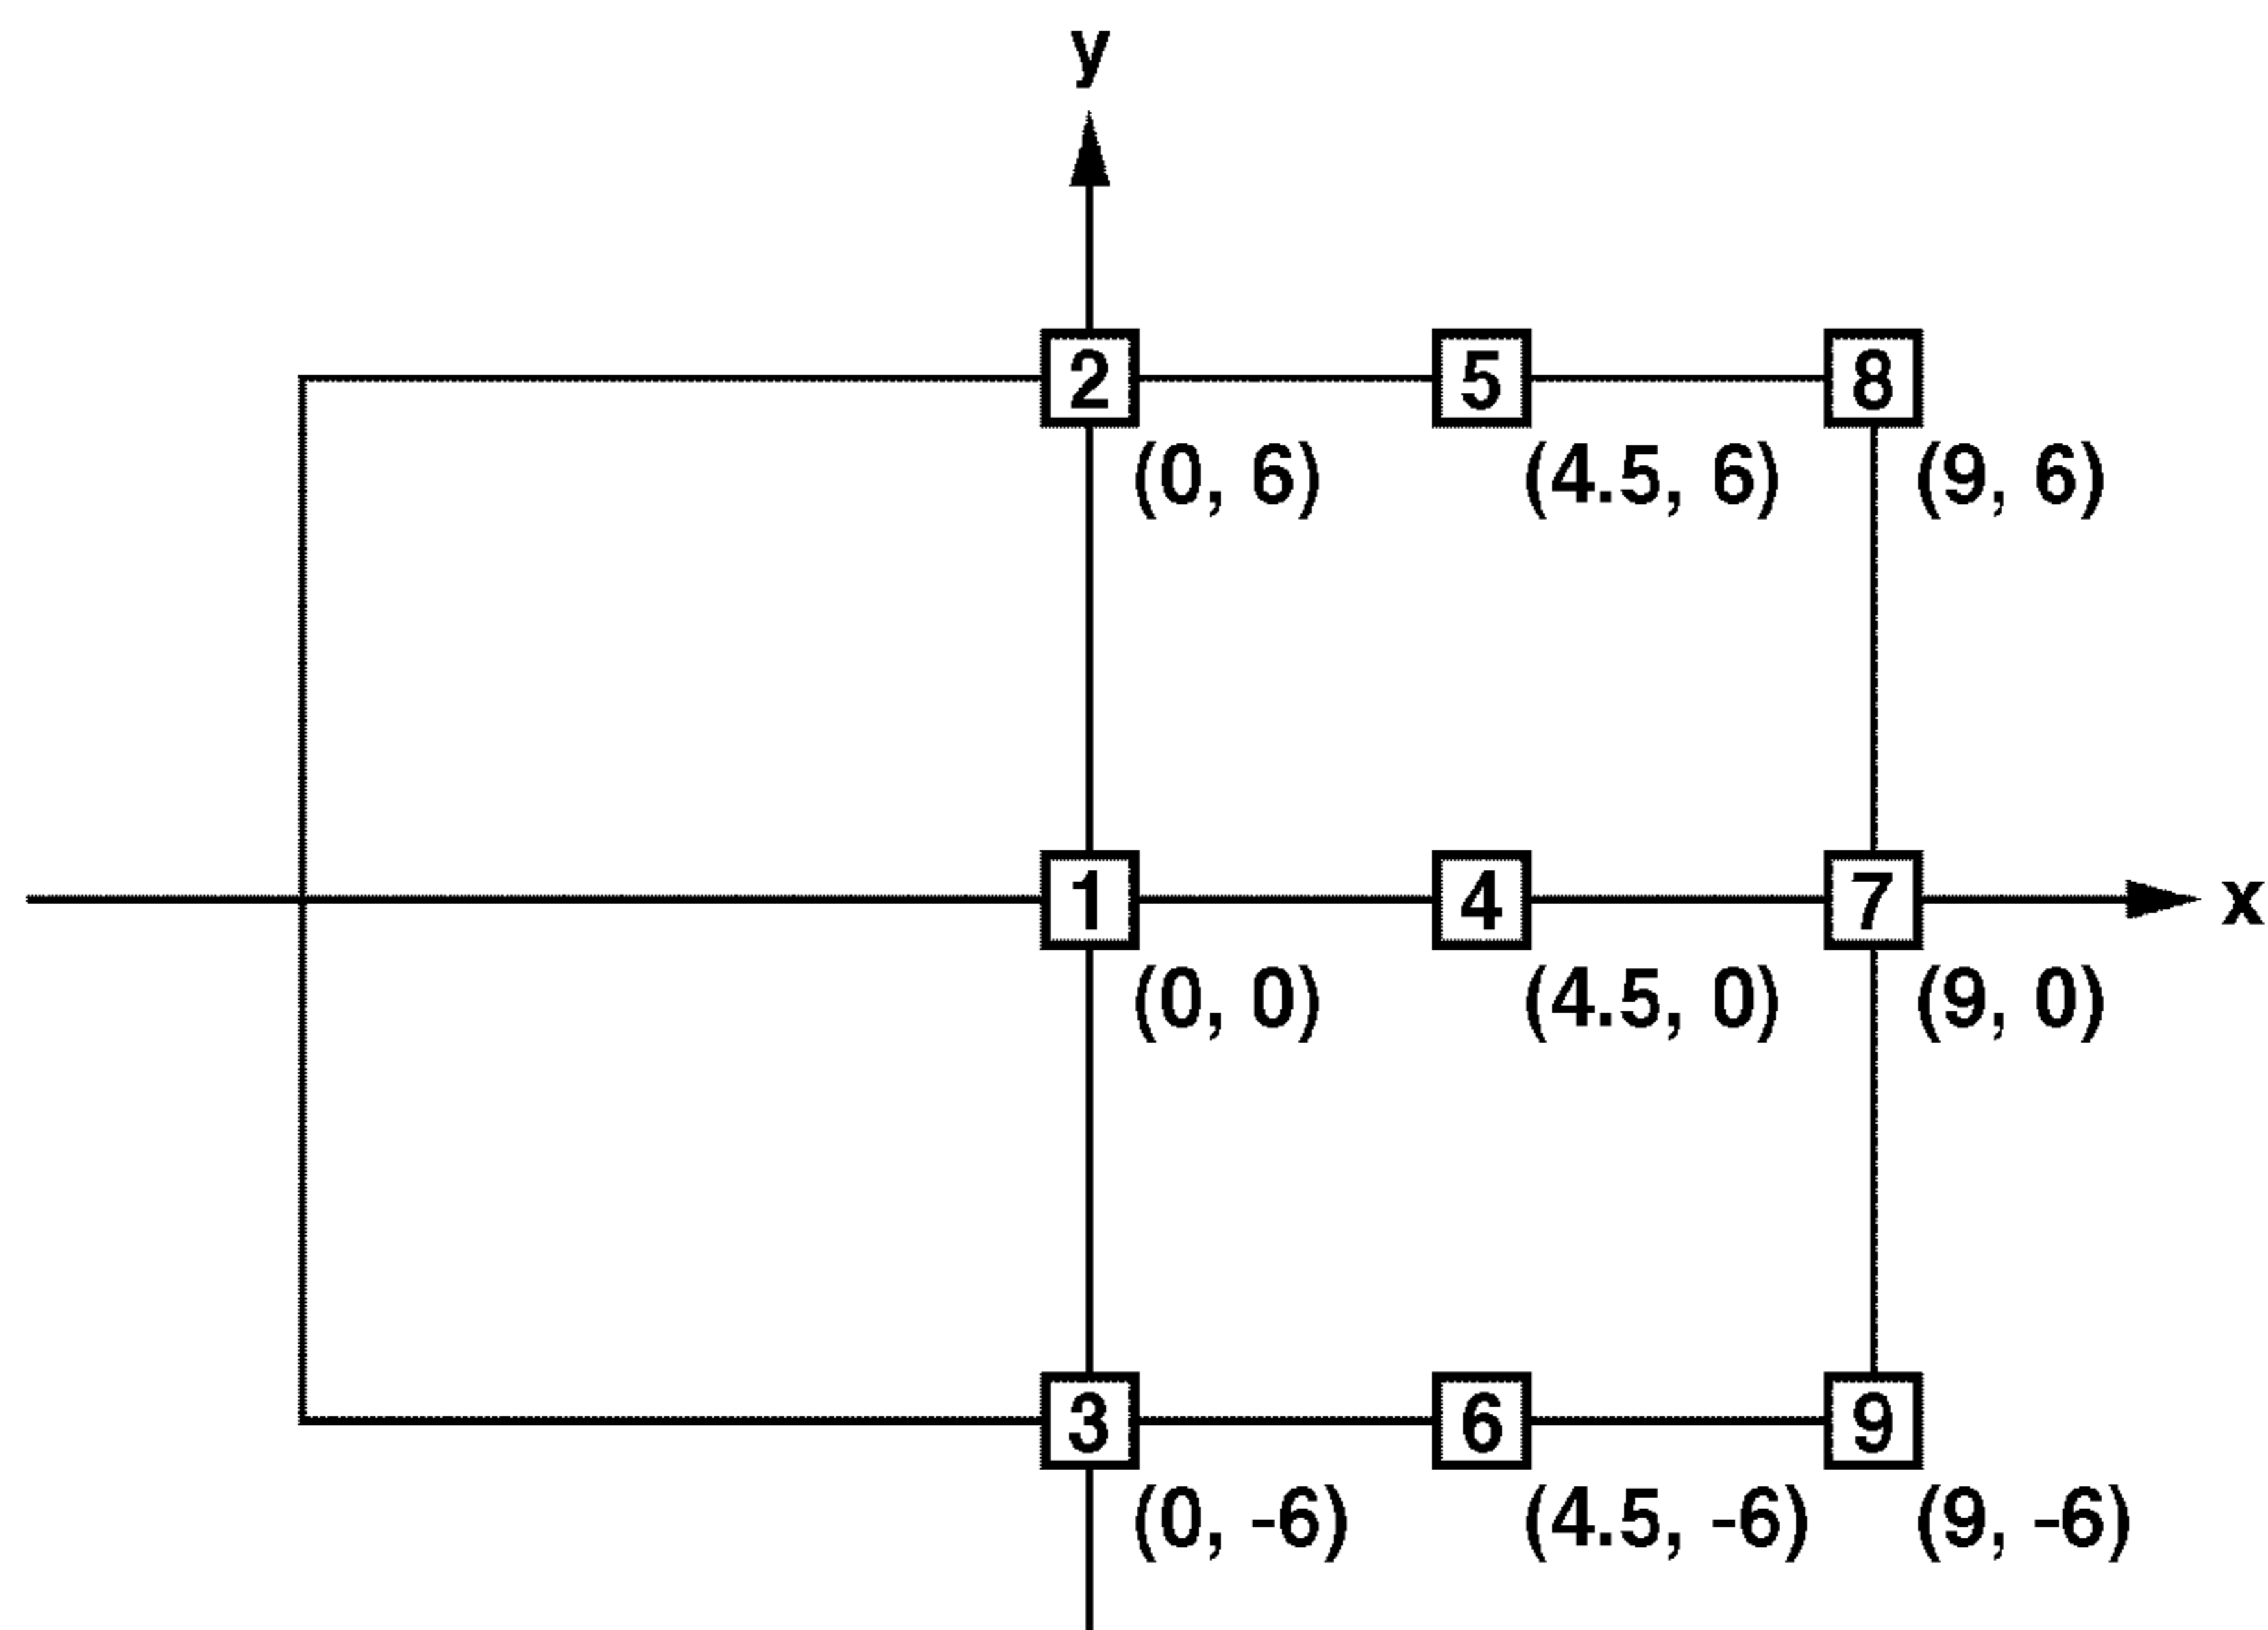 y
2 5 8
(0, 6) (4.5, 6) (9, 6)
1 4 7 x
(0, 0) (4.5, 0) (9, 0)
3 6 9
(0, -6) (4.5, -6) (9, -6)